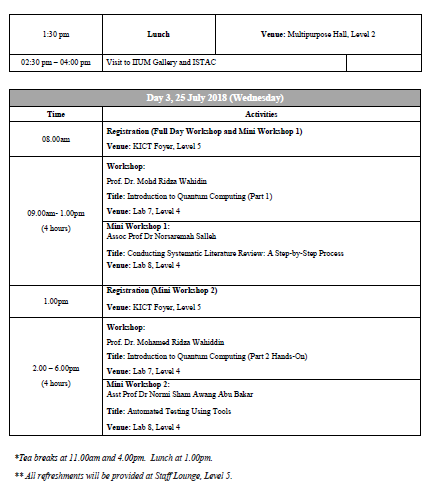 1:30 pm Lunch Venue: Multipurpose Hall, Level 2
02:30 pm – 04:00 pm Visit to IIUM Gallery and ISTAC
Day 3, 25 July 2018 (Wednesday)
Time Activities
08.00am
Registration (Full Day Workshop and Mini Workshop 1)
Venue: KICT Foyer, Level 5
09.00am- 1.00pm
(4 hours)
Workshop:
Prof. Dr. Mohd Ridza Wahidin
Title: Introduction to Quantum Computing (Part 1)
Venue: Lab 7, Level 4
Mini Workshop 1:
Assoc Prof Dr Norsaremah Salleh
Title: Conducting Systematic Literature Review: A Step-by-Step Process
Venue: Lab 8, Level 4
1.00pm
Registration (Mini Workshop 2)
Venue: KICT Foyer, Level 5
2.00 – 6.00pm
(4 hours)
Workshop:
Prof. Dr. Mohamed Ridza Wahiddin
Title: Introduction to Quantum Computing (Part 2 Hands-On)
Venue: Lab 7, Level 4
Mini Workshop 2:
Asst Prof Dr Normi Sham Awang Abu Bakar
Title: Automated Testing Using Tools
Venue: Lab 8, Level 4
*Tea breaks at 11.00am and 4.00pm. Lunch at 1.00pm.
** All refreshments will be provided at Staff Lounge, Level 5.